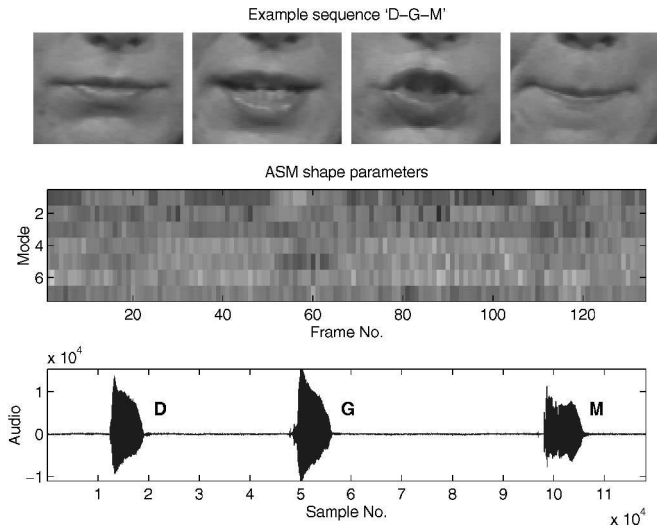 Example sequence ‘D–G–M’
ASM shape parameters
Mode
2
4
6
20 40 60 80 100 120
Frame No.
x 10^4
Audio
1
0
−1
D G M
1 2 3 4 5 6 7 8 9 10 11
Sample No.
x 10^4